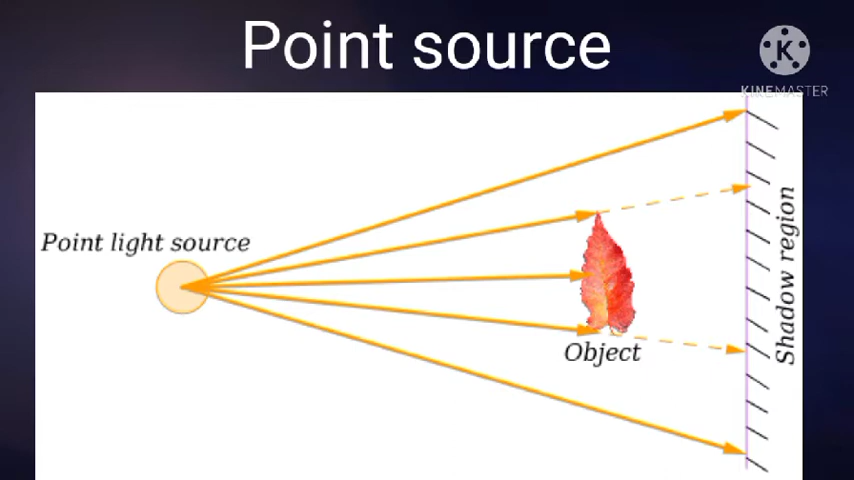 Point source
K
KINEMASTER
Point light source
Shadow region
Object